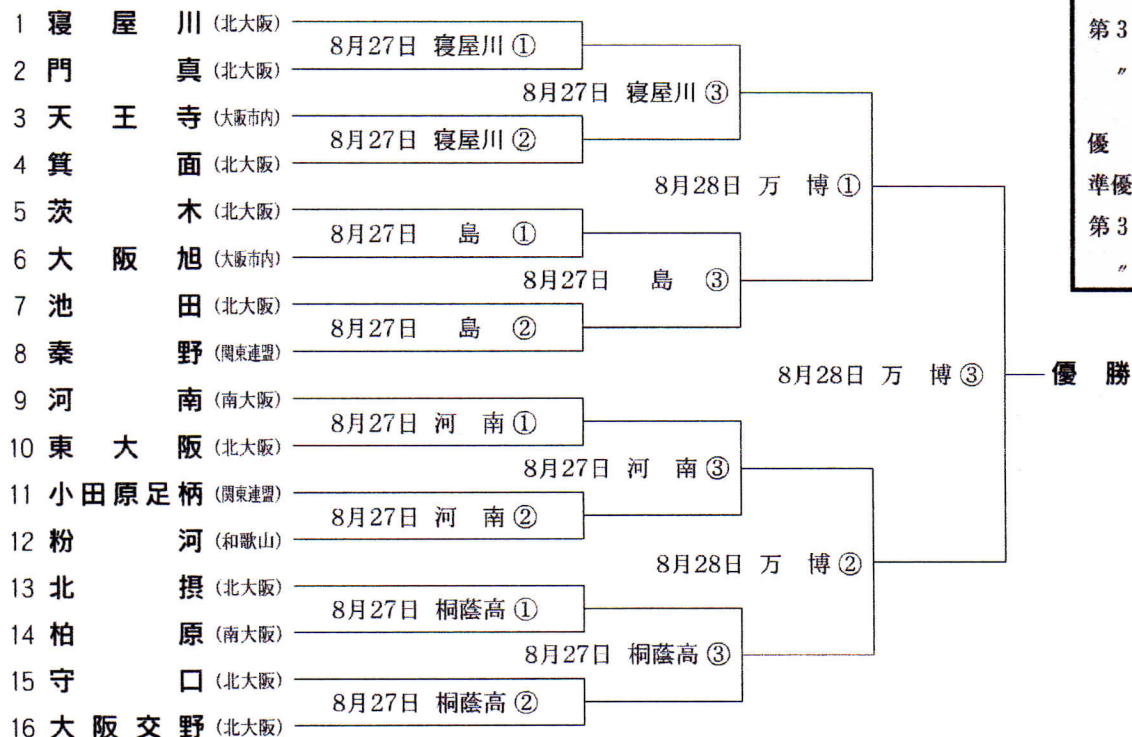 1 寝屋川 (北大阪)
8月27日 寝屋川 ①
2 門真 (北大阪)
8月27日 寝屋川 ③
3 天王寺 (大阪市内)
8月27日 寝屋川 ②
4 箕面 (北大阪)
8月28日 万博 ①
5 茨木 (北大阪)
8月27日 島 ①
6 大阪旭 (大阪市内)
8月27日 島 ③
7 池田 (北大阪)
8月27日 島 ②
8 秦野 (関東連盟)
8月28日 万博 ③
優勝
9 河南 (南大阪)
8月27日 河南 ①
10 東大阪 (北大阪)
8月27日 河南 ③
11 小田原足柄 (関東連盟)
8月27日 河南 ②
12 粉河 (和歌山)
8月28日 万博 ②
13 北摂 (北大阪)
8月27日 桐蔭高 ①
14 柏原 (南大阪)
8月27日 桐蔭高 ③
15 守口 (北大阪)
8月27日 桐蔭高 ②
16 大阪交野 (北大阪)
第3
〃
優
準優
第3
〃